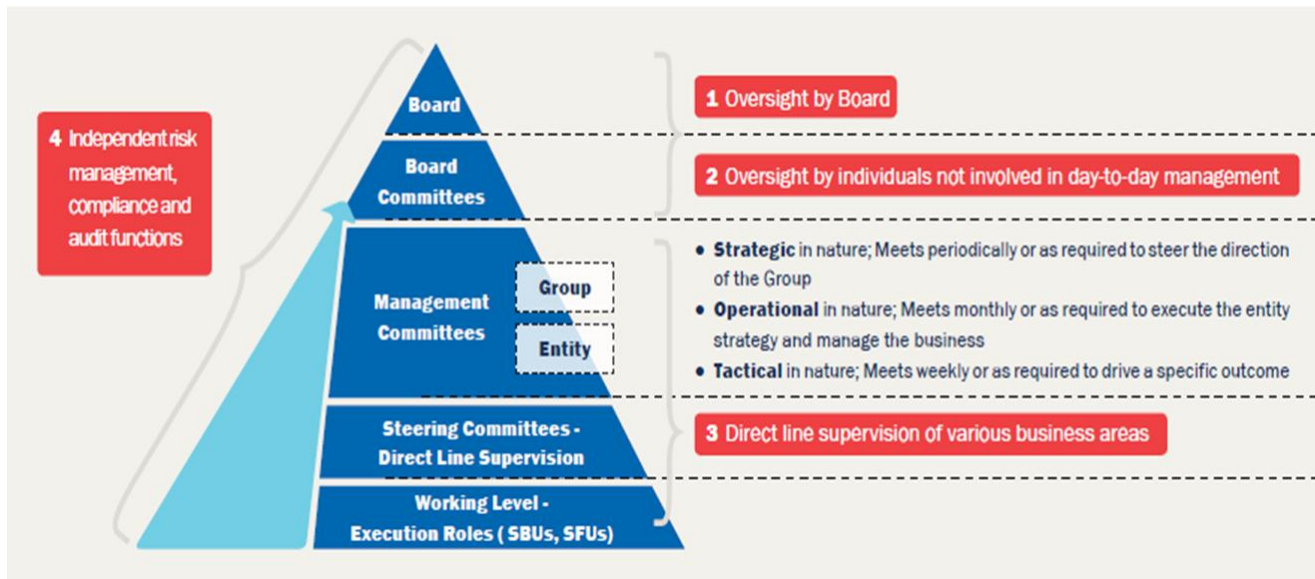 4 Independent risk
management,
compliance and
audit functions
Board
Board
Committees
Management
Committees
Group
Entity
Steering Committees -
Direct Line Supervision
Working Level -
Execution Roles ( SBUs, SFUs)
1 Oversight by Board
2 Oversight by individuals not involved in day-to-day management
• Strategic in nature; Meets periodically or as required to steer the direction
of the Group
• Operational in nature; Meets monthly or as required to execute the entity
strategy and manage the business
• Tactical in nature; Meets weekly or as required to drive a specific outcome
3 Direct line supervision of various business areas